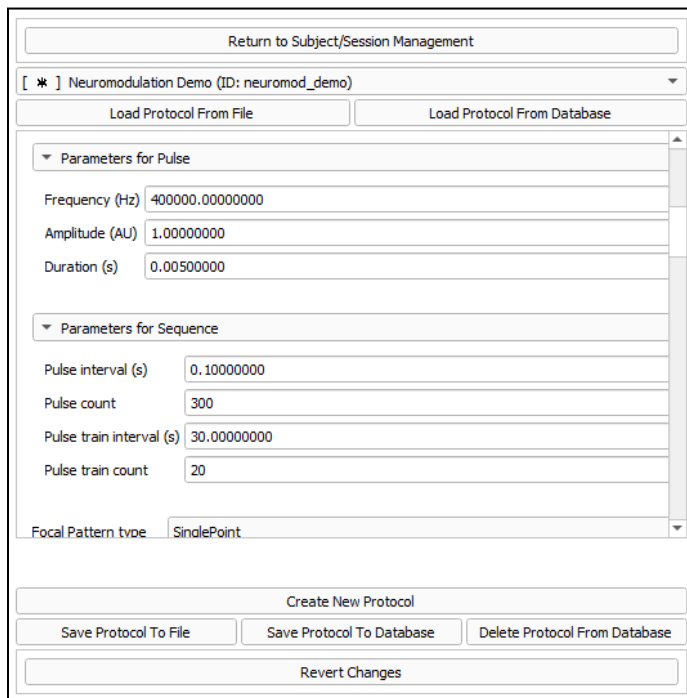 Return to Subject/Session Management
[ * ] Neuromodulation Demo (ID: neuromod_demo)
Load Protocol From File Load Protocol From Database
Parameters for Pulse
Frequency (Hz) 400000.00000000
Amplitude (AU) 1.00000000
Duration (s) 0.00500000
Parameters for Sequence
Pulse interval (s) 0.10000000
Pulse count 300
Pulse train interval (s) 30.00000000
Pulse train count 20
Focal Pattern type SinglePoint
Create New Protocol
Save Protocol To File Save Protocol To Database Delete Protocol From Database
Revert Changes